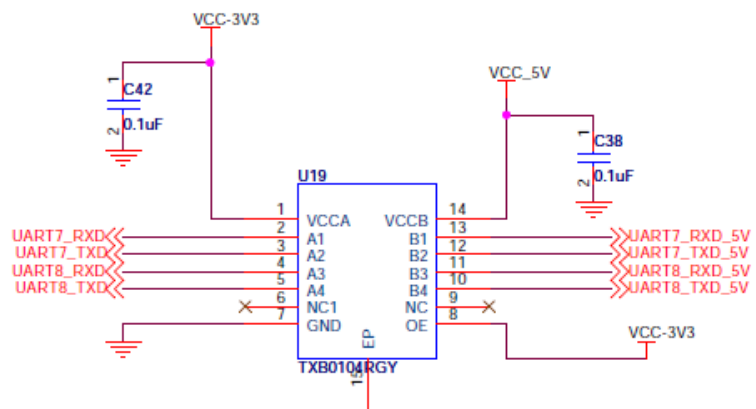 VCC-3V3
VCC_5V
1
C42
2
0.1uF
1
C38
2
0.1uF
U19
1 VCCA VCCB 14
UART7_RXD 2 A1 B1 13 UART7_RXD_5V
UART7_TXD 3 A2 B2 12 UART7_TXD_5V
UART8_RXD 4 A3 B3 11 UART8_RXD_5V
UART8_TXD 5 A4 B4 10 UART8_TXD_5V
6 NC1 NC 9
7 GND OE 8
VCC-3V3
EP
TXB0104RGY
15